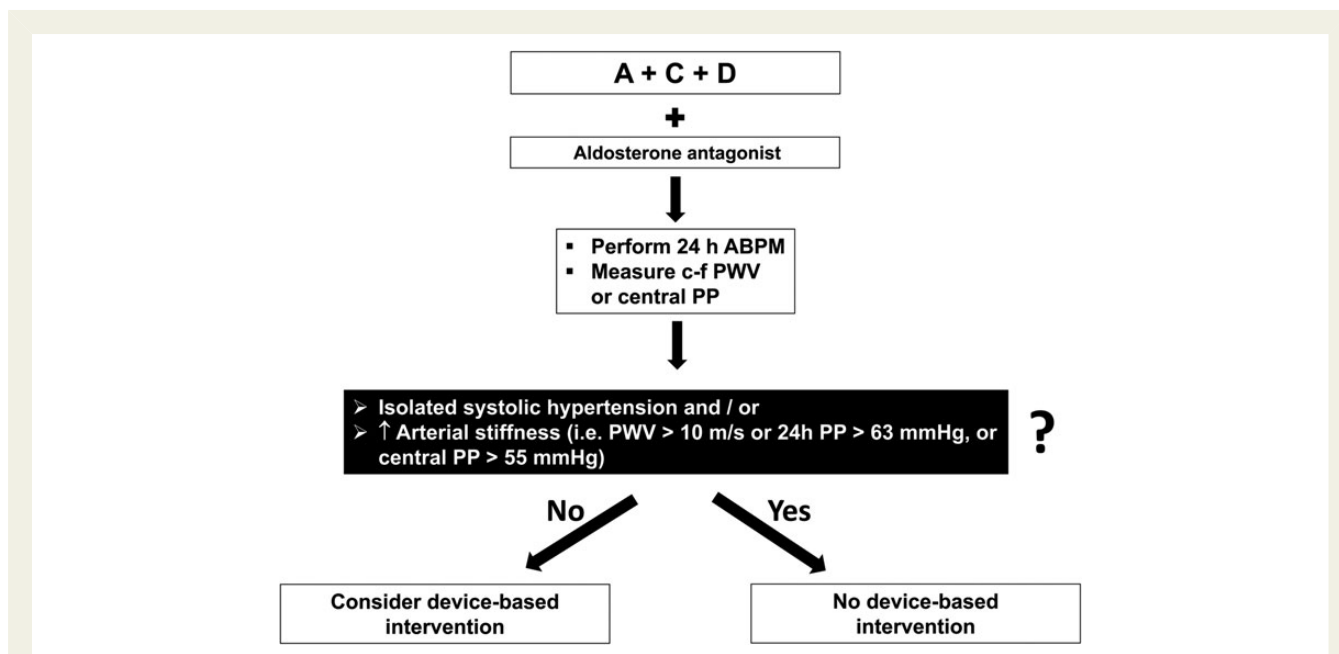 A + C + D
+
Aldosterone antagonist
▪ Perform 24 h ABPM
▪ Measure c-f PWV
or central PP
➢ Isolated systolic hypertension and / or
➢ ↑ Arterial stiffness (i.e. PWV > 10 m/s or 24h PP > 63 mmHg, or
central PP > 55 mmHg)
?
No
Yes
Consider device-based
intervention
No device-based
intervention